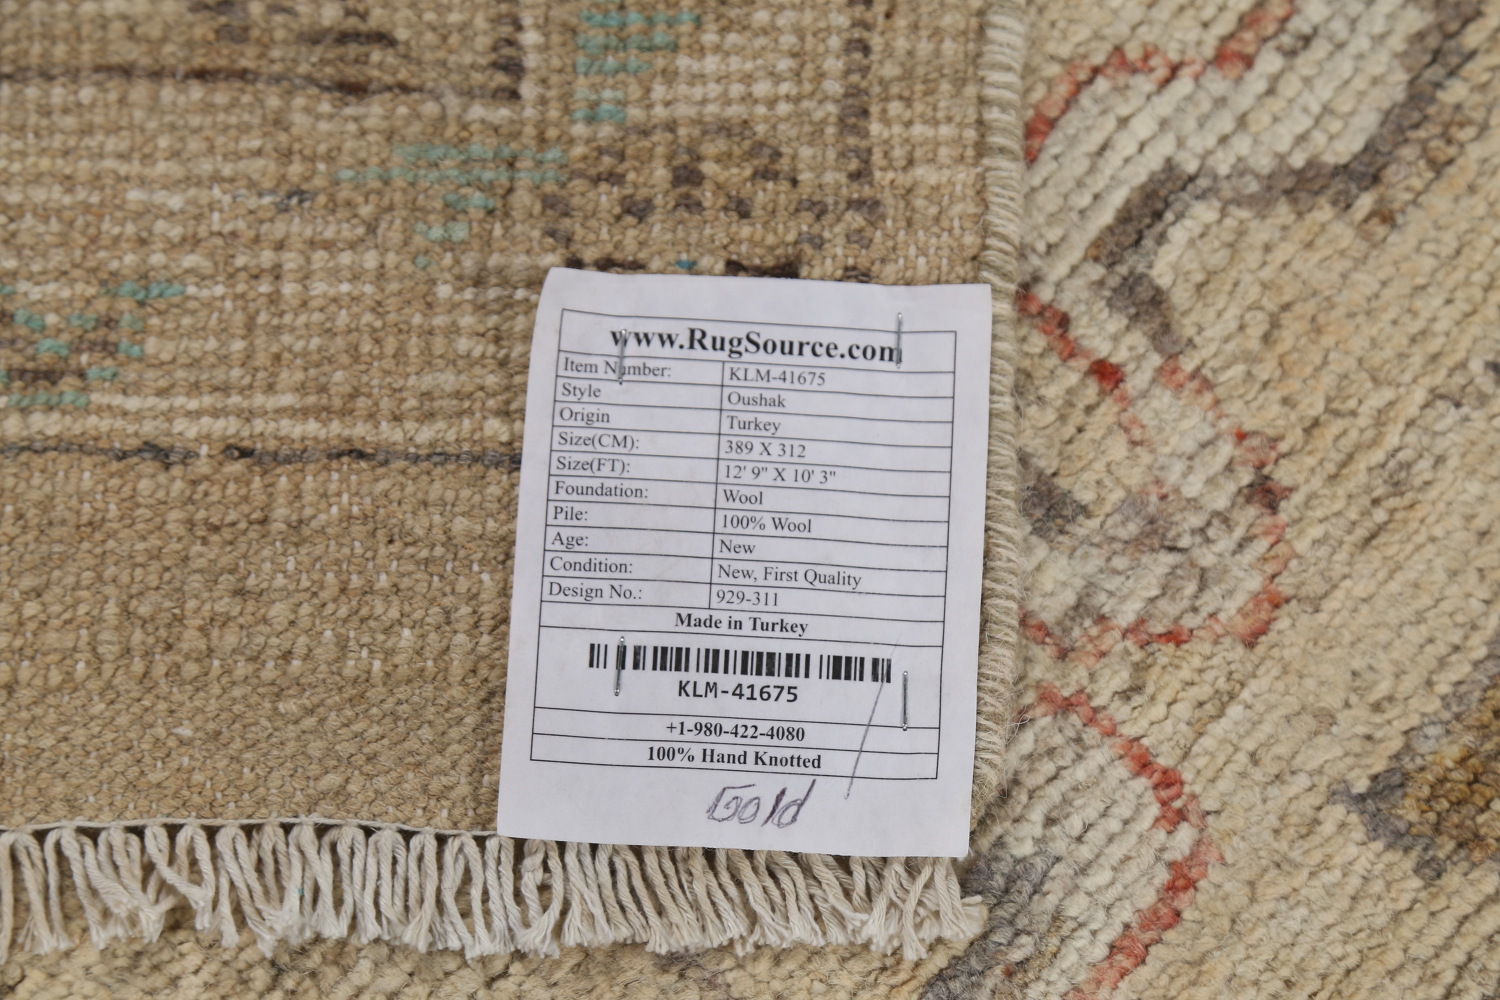 www.RugSource.com
Item Number: KLM-41675
Style Oushak
Origin Turkey
Size(CM): 389 X 312
Size(FT): 12' 9" X 10' 3"
Foundation: Wool
Pile: 100% Wool
Age: New
Condition: New, First Quality
Design No.: 929-311
Made in Turkey
KLM-41675
+1-980-422-4080
100% Hand Knotted
Gold